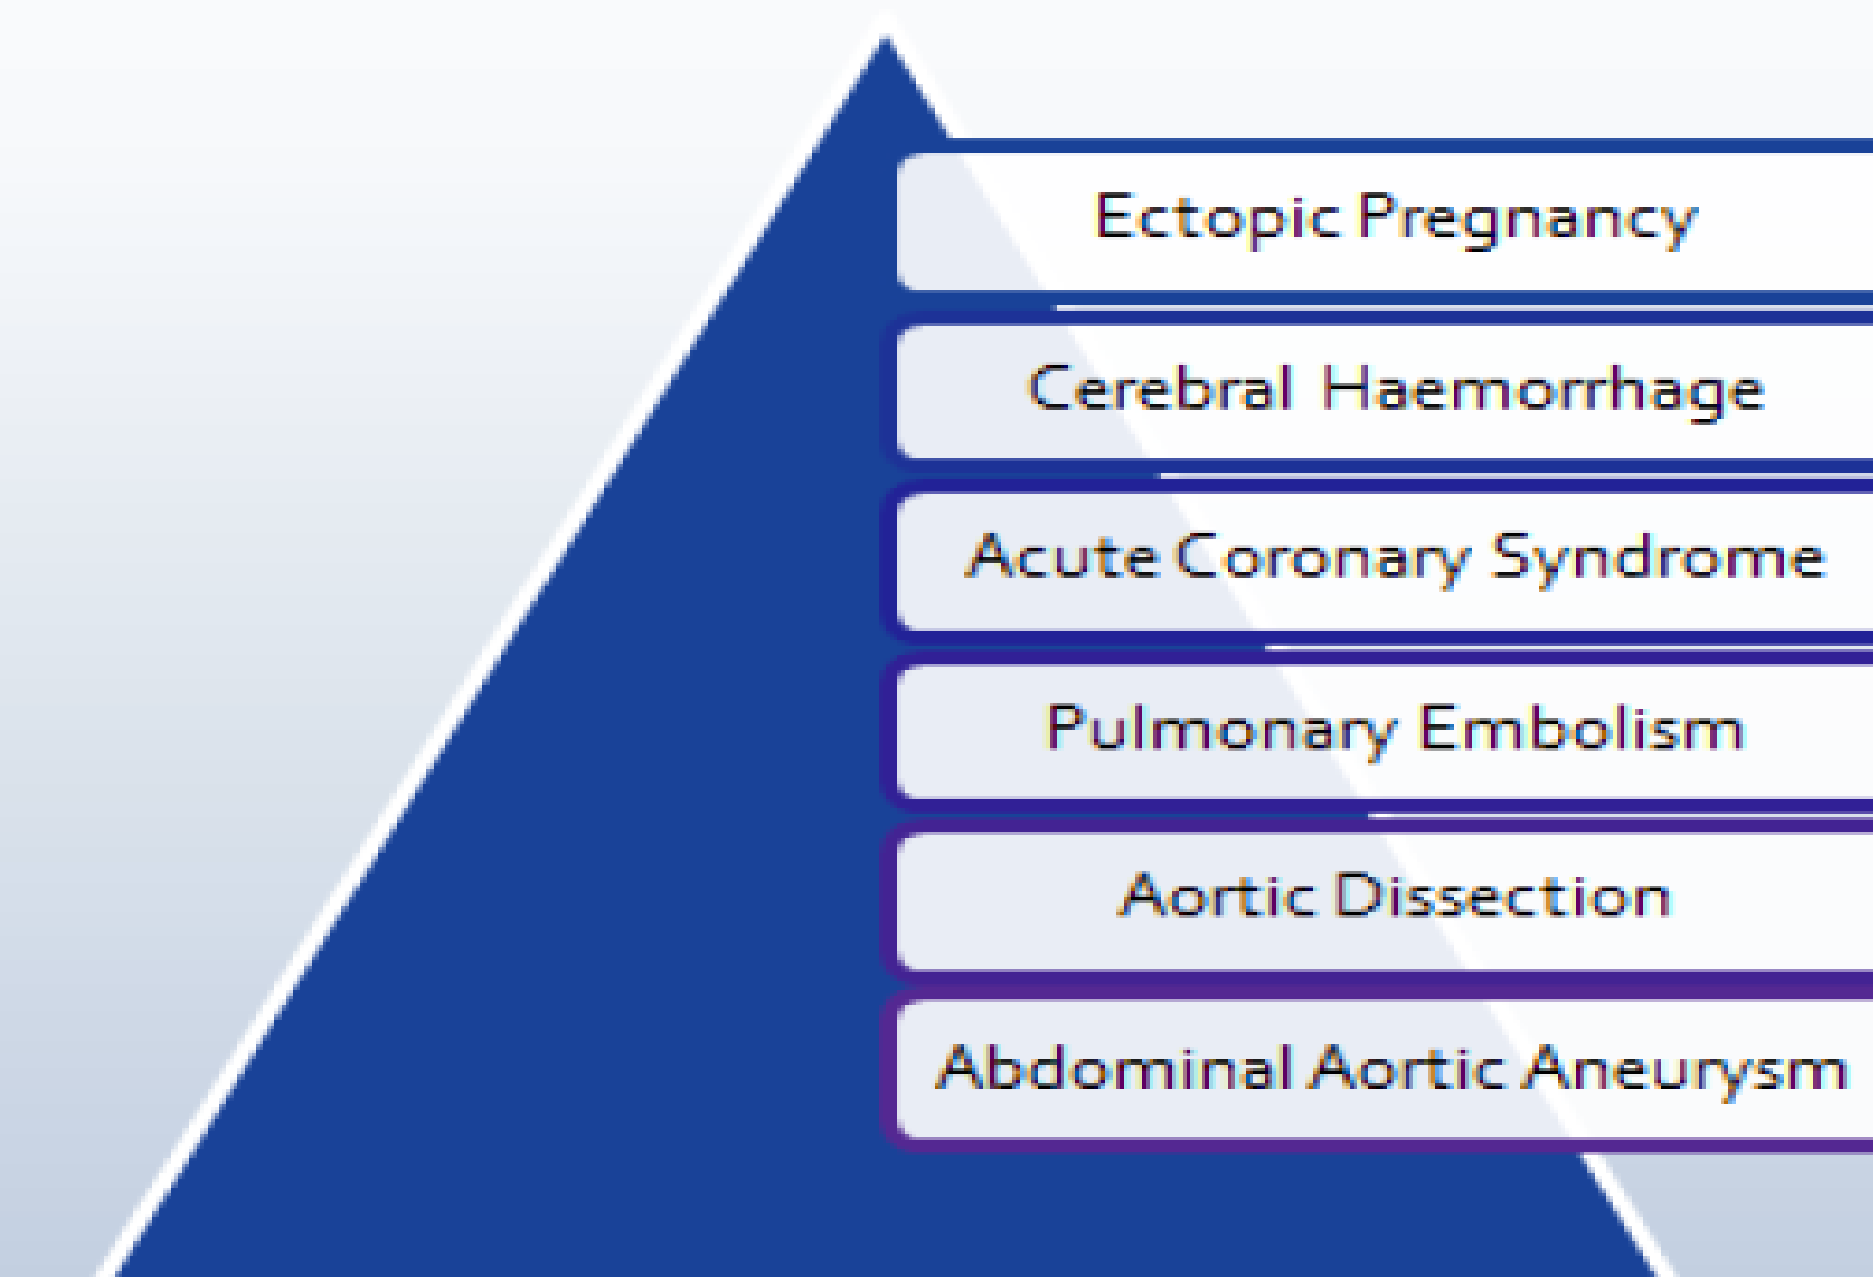 Ectopic Pregnancy
Cerebral Haemorrhage
Acute Coronary Syndrome
Pulmonary Embolism
Aortic Dissection
Abdominal Aortic Aneurysm